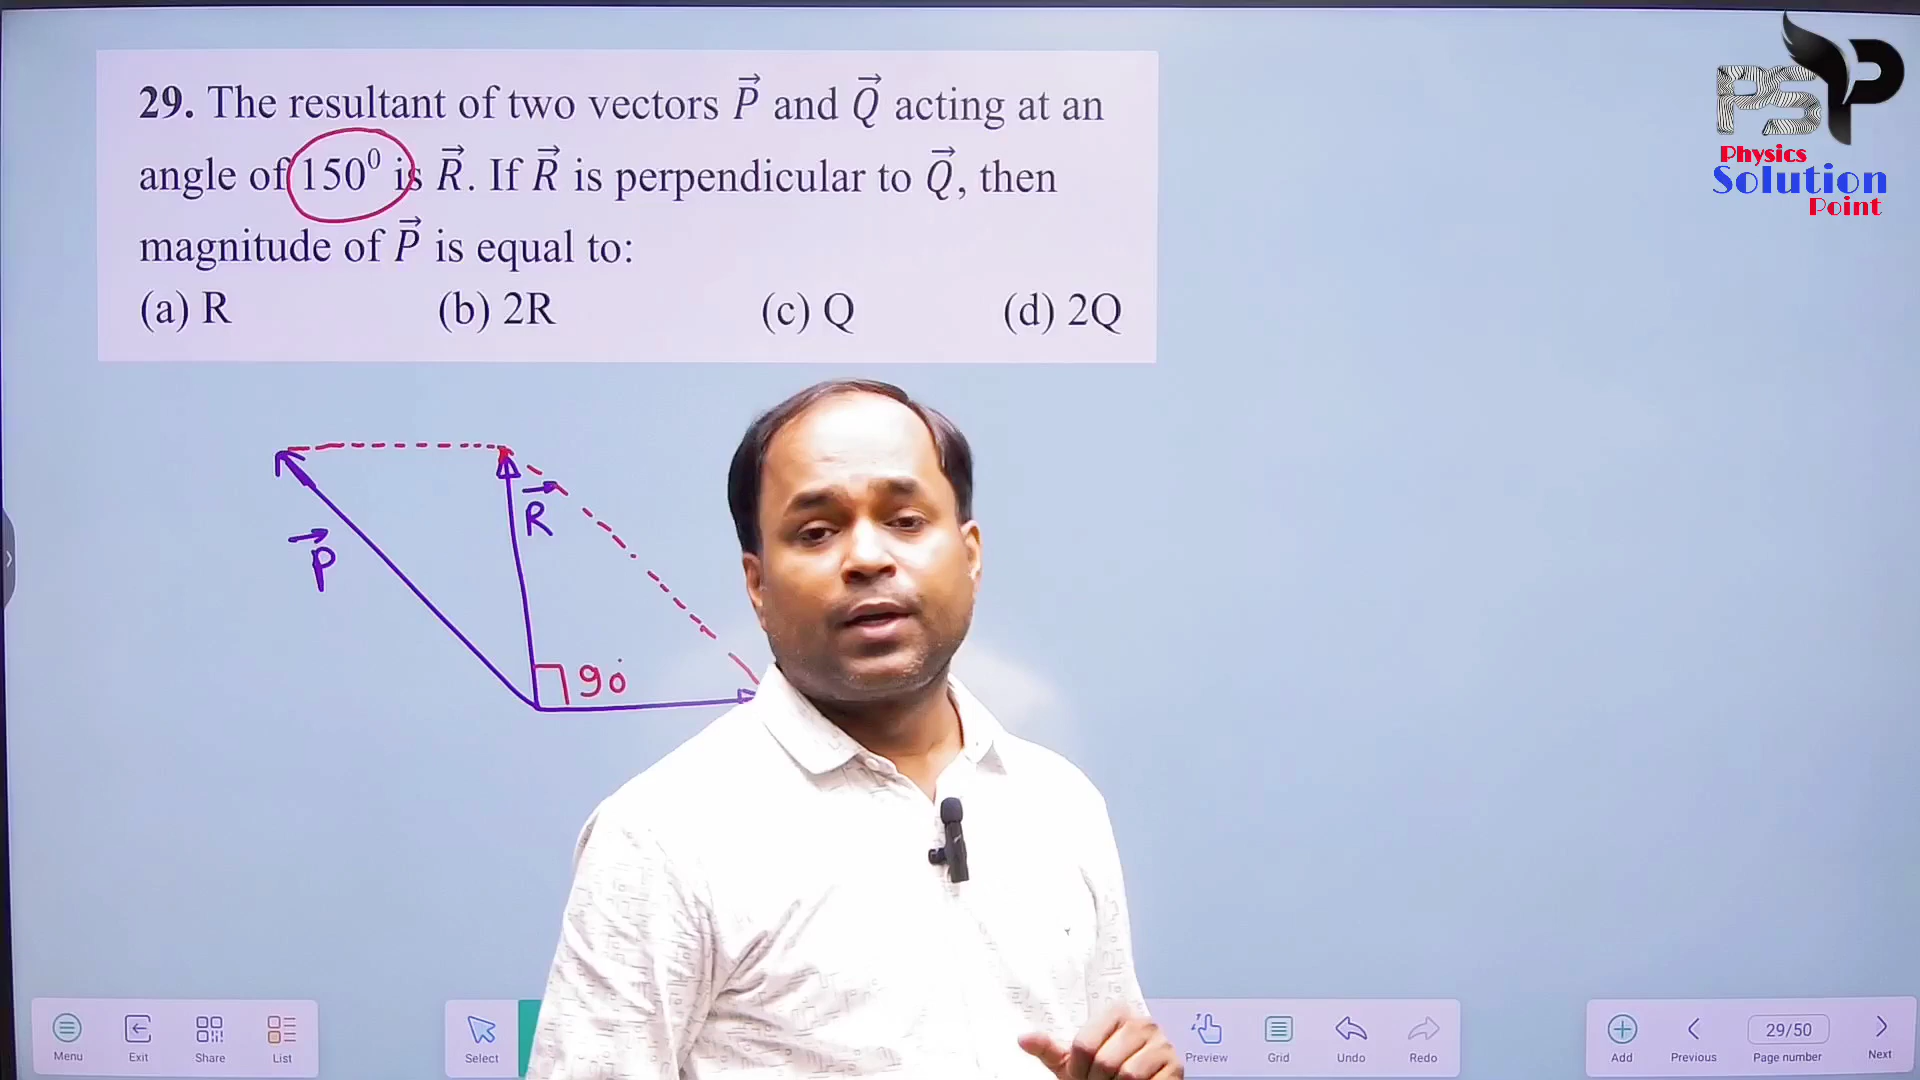 29. The resultant of two vectors P⃗ and Q⃗ acting at an
angle of 150⁰ is R⃗. If R⃗ is perpendicular to Q⃗, then
magnitude of P⃗ is equal to:
(a) R (b) 2R (c) Q (d) 2Q
PSP
Physics
Solution
Point
R⃗
P⃗
90°
Menu Exit Share List Select Preview Grid Undo Redo Add Previous 29/50 Page number Next